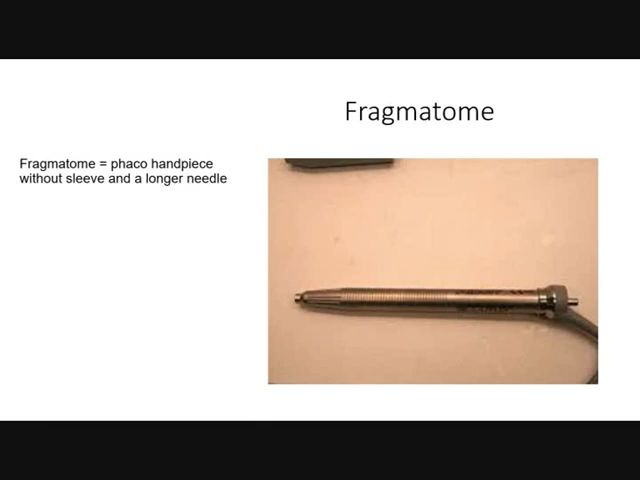 Fragmatome
Fragmatome = phaco handpiece
without sleeve and a longer needle